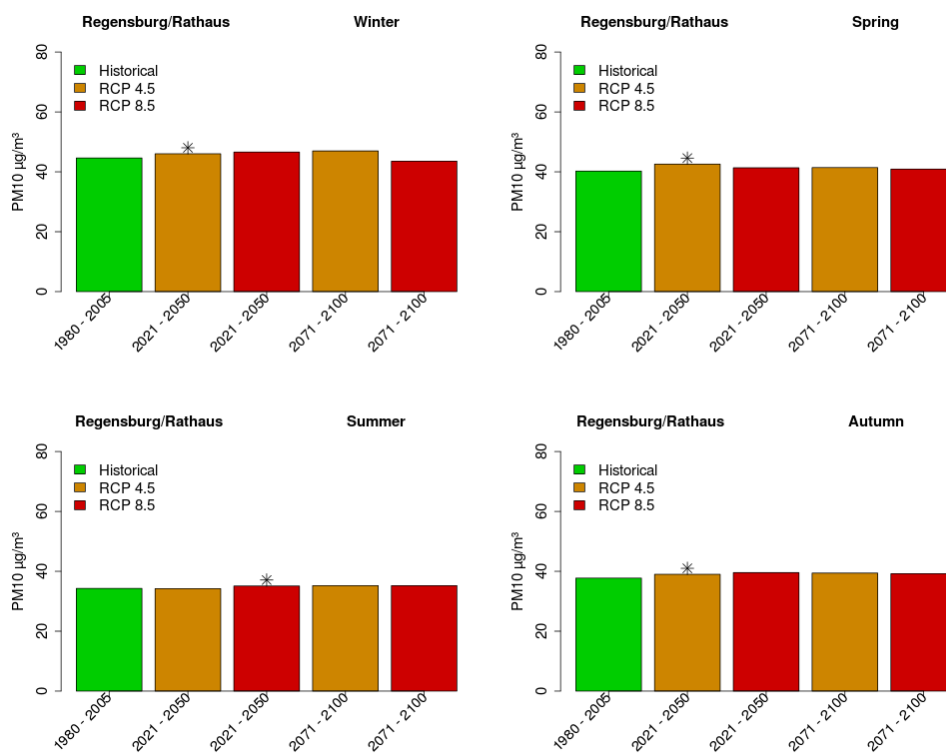 Regensburg/Rathaus Winter
PM10 µg/m³
0 20 40 60 80
Historical
RCP 4.5
RCP 8.5
*
1980 - 2005 2021 - 2050 2021 - 2050 2071 - 2100 2071 - 2100
Regensburg/Rathaus Spring
PM10 µg/m³
0 20 40 60 80
Historical
RCP 4.5
RCP 8.5
*
1980 - 2005 2021 - 2050 2021 - 2050 2071 - 2100 2071 - 2100
Regensburg/Rathaus Summer
PM10 µg/m³
0 20 40 60 80
Historical
RCP 4.5
RCP 8.5
*
1980 - 2005 2021 - 2050 2021 - 2050 2071 - 2100 2071 - 2100
Regensburg/Rathaus Autumn
PM10 µg/m³
0 20 40 60 80
Historical
RCP 4.5
RCP 8.5
*
1980 - 2005 2021 - 2050 2021 - 2050 2071 - 2100 2071 - 2100